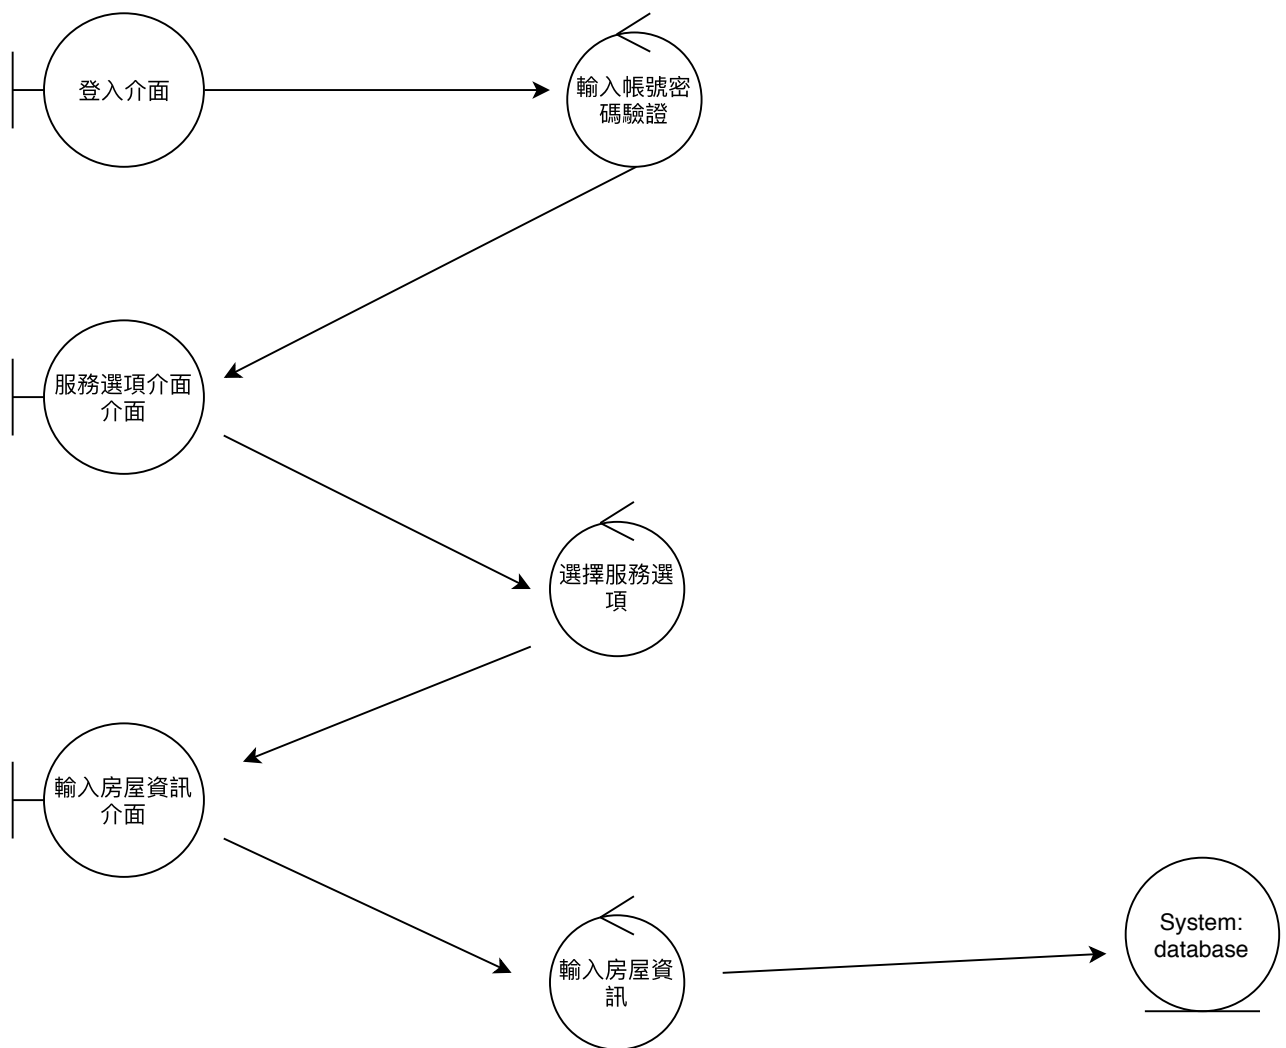 登入介面
輸入帳號密
碼驗證
服務選項介面
介面
選擇服務選
項
輸入房屋資訊
介面
輸入房屋資
訊
System:
database